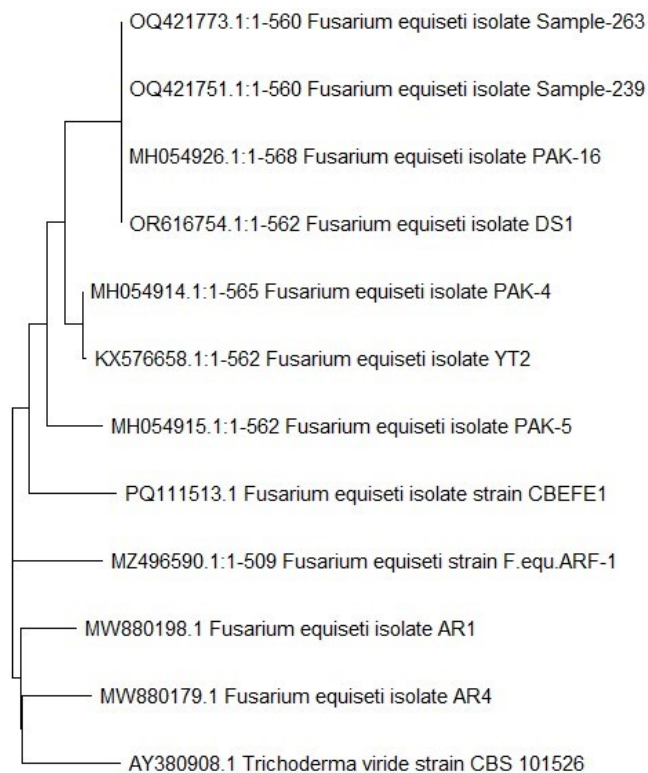 OQ421773.1:1-560 Fusarium equiseti isolate Sample-263
OQ421751.1:1-560 Fusarium equiseti isolate Sample-239
MH054926.1:1-568 Fusarium equiseti isolate PAK-16
OR616754.1:1-562 Fusarium equiseti isolate DS1
MH054914.1:1-565 Fusarium equiseti isolate PAK-4
KX576658.1:1-562 Fusarium equiseti isolate YT2
MH054915.1:1-562 Fusarium equiseti isolate PAK-5
PQ111513.1 Fusarium equiseti isolate strain CBEFE1
MZ496590.1:1-509 Fusarium equiseti strain F.equ.ARF-1
MW880198.1 Fusarium equiseti isolate AR1
MW880179.1 Fusarium equiseti isolate AR4
AY380908.1 Trichoderma viride strain CBS 101526